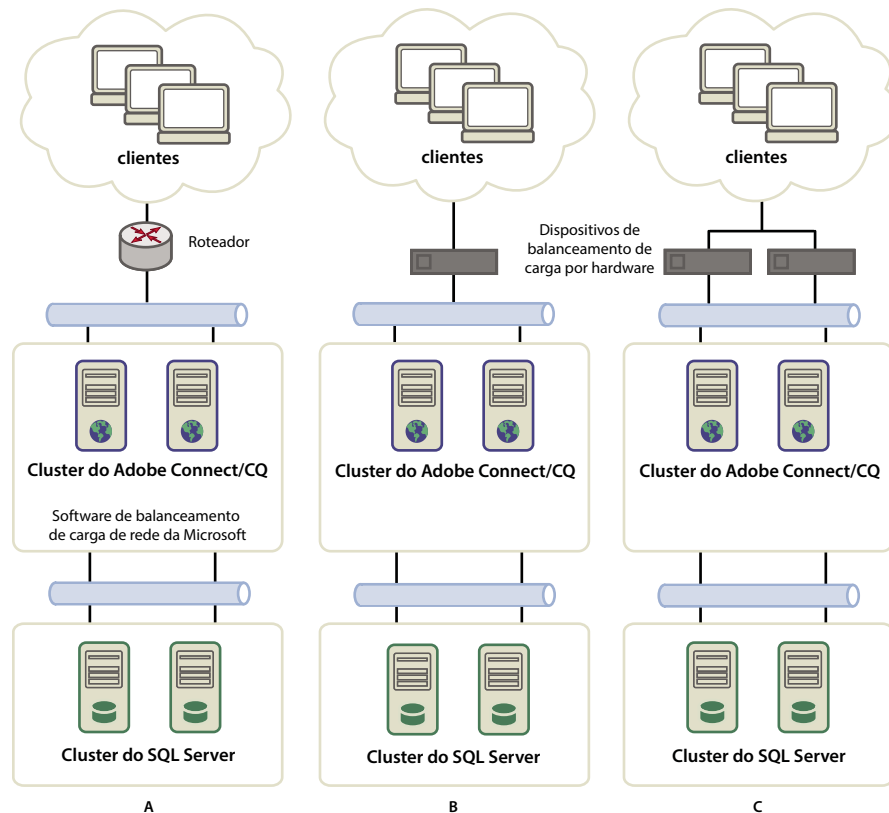 clientes
clientes
clientes
Roteador
Dispositivos de
balanceamento de
carga por hardware
Cluster do Adobe Connect/CQ
Cluster do Adobe Connect/CQ
Cluster do Adobe Connect/CQ
Software de balanceamento
de carga de rede da Microsoft
Cluster do SQL Server
Cluster do SQL Server
Cluster do SQL Server
A
B
C